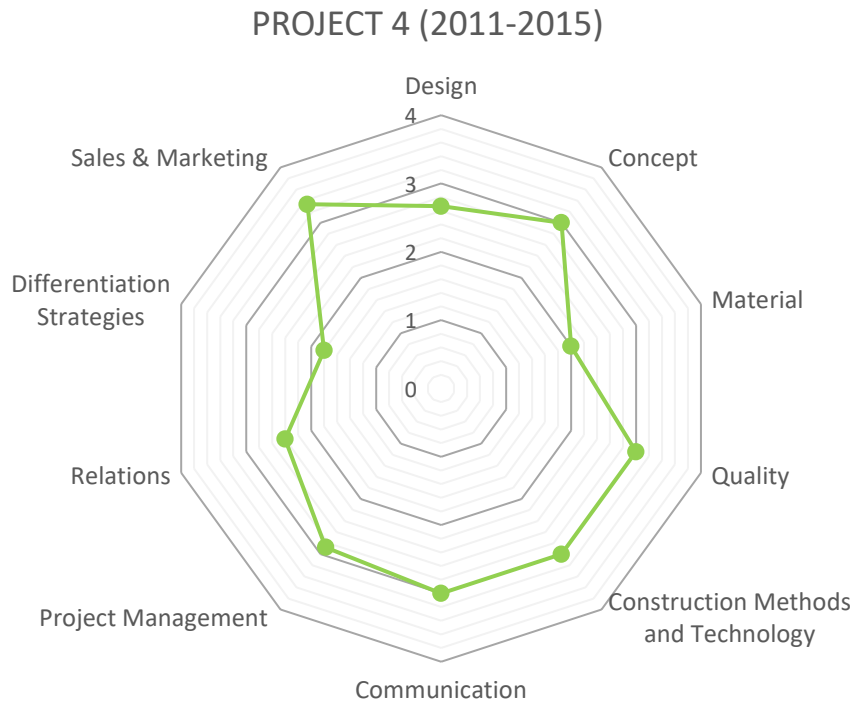 PROJECT 4 (2011-2015)
Design
4
Sales & Marketing
Concept
3
Differentiation
Strategies
2
Material
1
0
Relations
Quality
Project Management
Construction Methods
and Technology
Communication